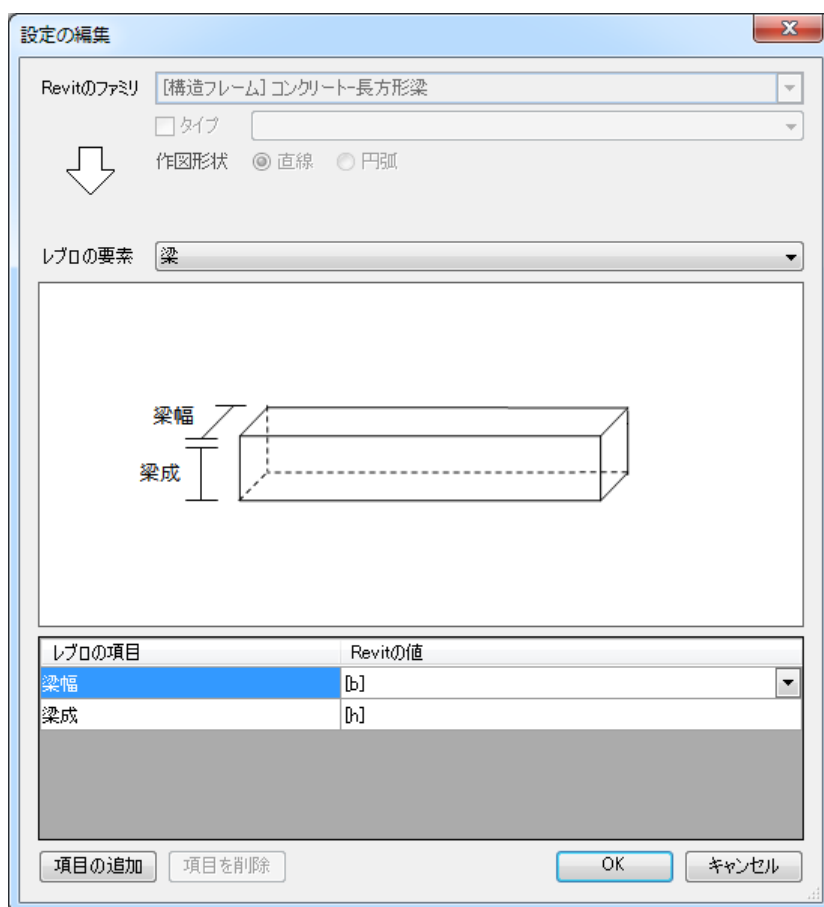 設定の編集
Revitのファミリ [構造フレーム] コンクリート-長方形梁
タイプ
作図形状 直線 円弧
レブロの要素 梁
梁幅
梁成
レブロの項目 Revitの値
梁幅 [b]
梁成 [h]
項目の追加 項目を削除 OK キャンセル